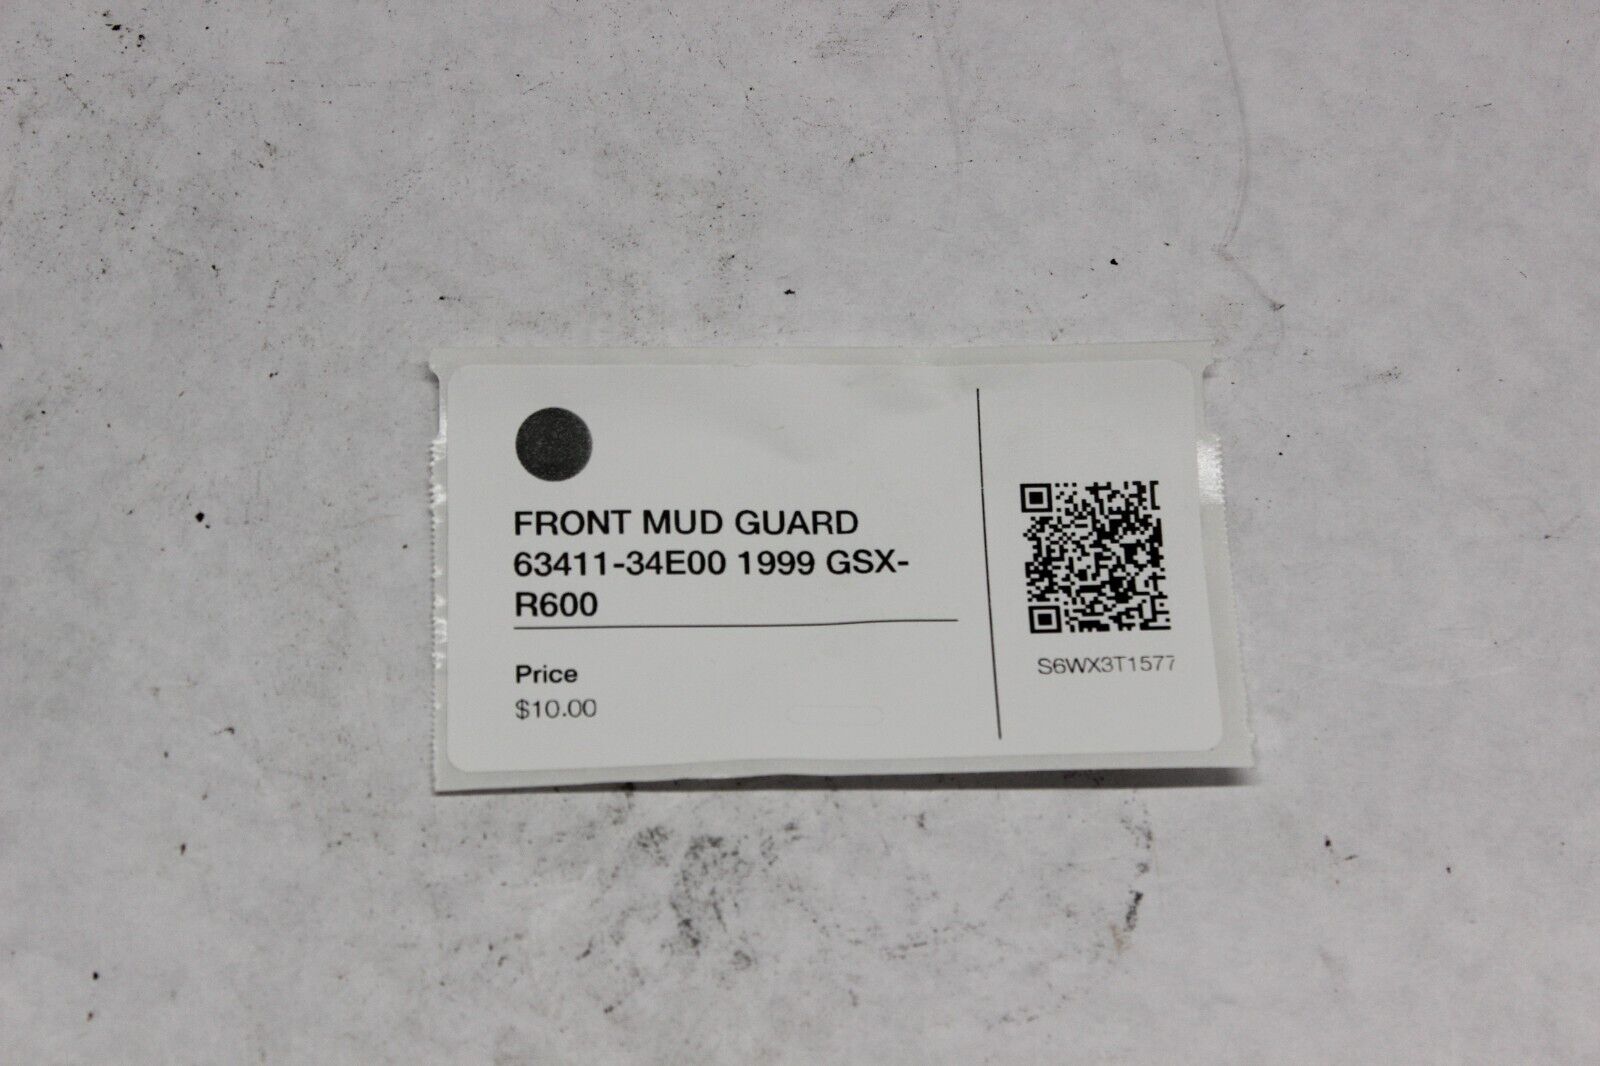 FRONT MUD GUARD
63411-34E00 1999 GSX-
R600
Price
$10.00
S6WX3T1577